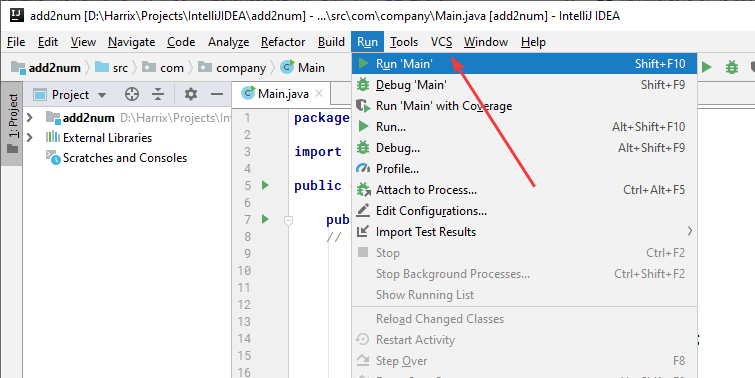 add2num [D:\Harrix\Projects\IntelliJIDEA\add2num] - ...\src\com\company\Main.java [add2num] - IntelliJ IDEA
File Edit View Navigate Code Analyze Refactor Build Run Tools VCS Window Help
add2num src com company Main
1: Project
Project
add2num D:\Harrix\Projects\Int
External Libraries
Scratches and Consoles
Main.java
1 package
2
3 import
4
5 public
6
7 pub
8 //
9
10
11
12
13
14 ;
15
16
Run 'Main' Shift+F10
Debug 'Main' Shift+F9
Run 'Main' with Coverage
Run... Alt+Shift+F10
Debug... Alt+Shift+F9
Profile...
Attach to Process... Ctrl+Alt+F5
Edit Configurations...
Import Test Results
Stop Ctrl+F2
Stop Background Processes... Ctrl+Shift+F2
Show Running List
Reload Changed Classes
Restart Activity
Step Over F8